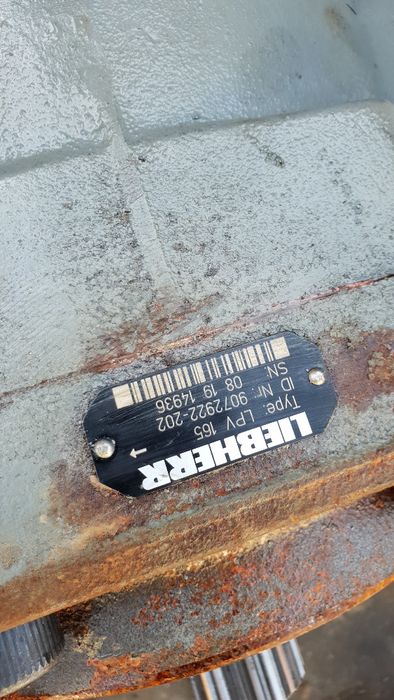 LIEBHERR
Type: LPV 165
ID Nr. 9072922-202
SN: 08 19 14936